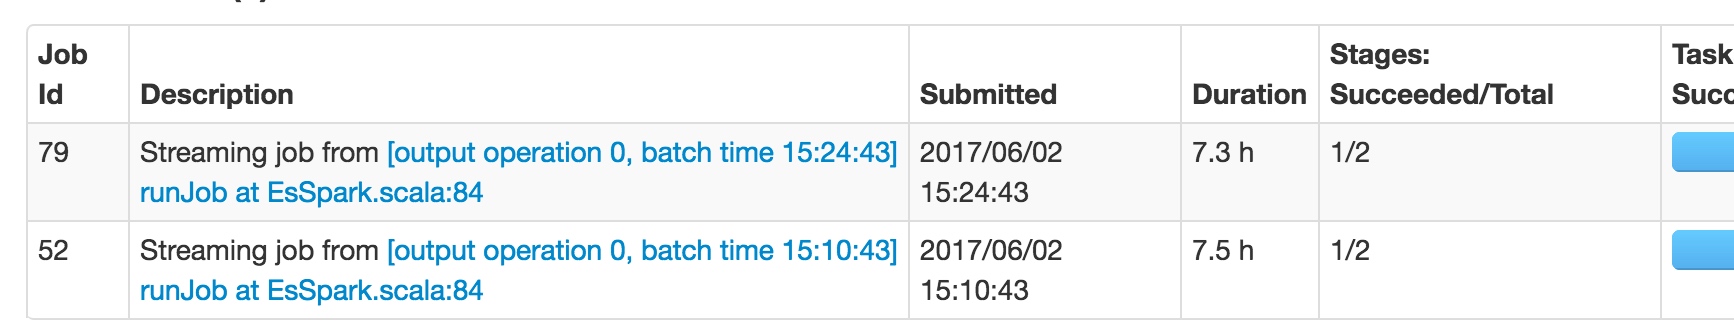 Job Id
Description
Submitted
Duration
Stages: Succeeded/Total
Task
Succ
79
Streaming job from [output operation 0, batch time 15:24:43]
runJob at EsSpark.scala:84
2017/06/02
15:24:43
7.3 h
1/2
52
Streaming job from [output operation 0, batch time 15:10:43]
runJob at EsSpark.scala:84
2017/06/02
15:10:43
7.5 h
1/2